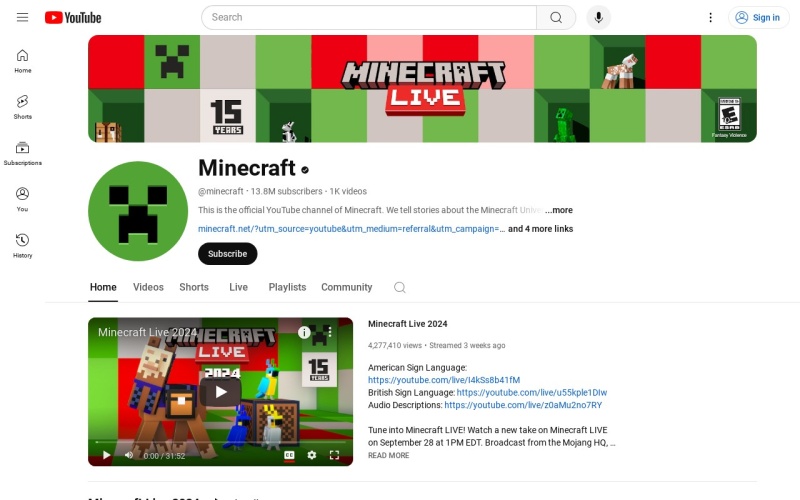 YouTube
Search
Sign in
Home
Shorts
Subscriptions
You
History
MINECRAFT
LIVE
15
YEARS
EVERYONE
E
ESRB
Fantasy Violence
Minecraft
@minecraft • 13.8M subscribers • 1K videos
This is the official YouTube channel of Minecraft. We tell stories about the Minecraft ...more
minecraft.net/?utm_source=youtube&utm_medium=referral&utm_campaign=... and 4 more links
Subscribe
Home Videos Shorts Live Playlists Community
Minecraft Live 2024
MINECRAFT
LIVE
2024
15
YEARS
0:00 / 31:52
Minecraft Live 2024
4,277,410 views • Streamed 3 weeks ago
American Sign Language:
https://youtube.com/live/I4kSs8b41fM
British Sign Language: https://youtube.com/live/u55kple1DIw
Audio Descriptions: https://youtube.com/live/z0aMu2no7RY
Tune into Minecraft LIVE! Watch a new take on Minecraft LIVE
on September 28 at 1PM EDT. Broadcast from the Mojang HQ, ...
READ MORE